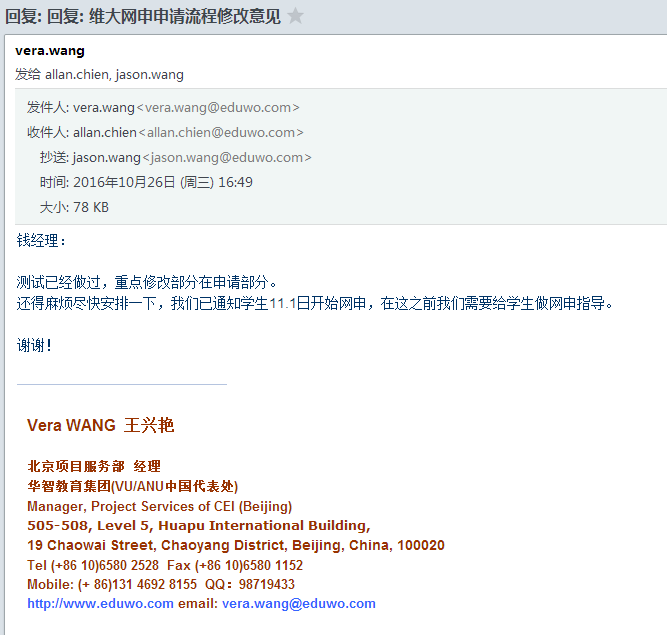 回复: 回复: 维大网申申请流程修改意见
vera.wang
发给 allan.chien, jason.wang
发件人: vera.wang<vera.wang@eduwo.com>
收件人: allan.chien<allan.chien@eduwo.com>
抄送: jason.wang<jason.wang@eduwo.com>
时间: 2016年10月26日 (周三) 16:49
大小: 78 KB
钱经理：
测试已经做过，重点修改部分在申请部分。
还得麻烦尽快安排一下，我们已通知学生11.1日开始网申，在这之前我们需要给学生做网申指导。
谢谢！
Vera WANG 王兴艳
北京项目服务部 经理
华智教育集团(VU/ANU中国代表处)
Manager, Project Services of CEI (Beijing)
505-508, Level 5, Huapu International Building,
19 Chaowai Street, Chaoyang District, Beijing, China, 100020
Tel (+86 10)6580 2528 Fax (+86 10)6580 1152
Mobile: (+ 86)131 4692 8155 QQ：98719433
http://www.eduwo.com email: vera.wang@eduwo.com